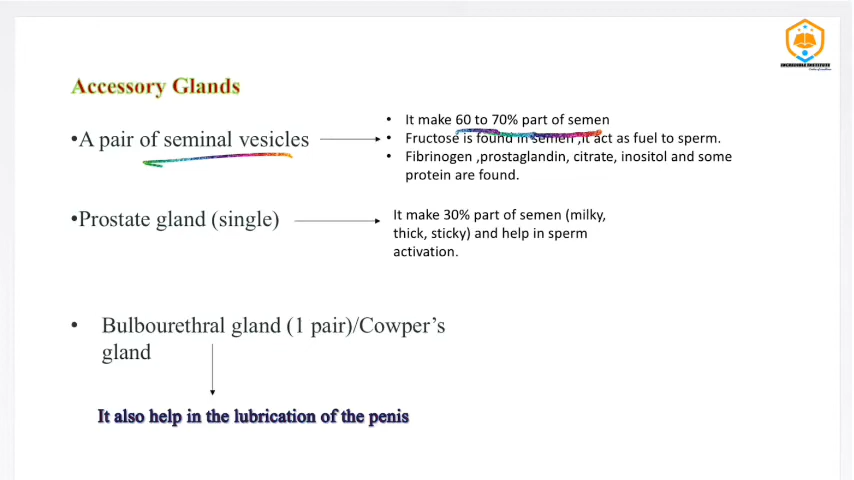 Accessory Glands
•A pair of seminal vesicles
• It make 60 to 70% part of semen
• Fructose is found in semen ,it act as fuel to sperm.
• Fibrinogen ,prostaglandin, citrate, inositol and some
protein are found.
•Prostate gland (single)
It make 30% part of semen (milky,
thick, sticky) and help in sperm
activation.
• Bulbourethral gland (1 pair)/Cowper’s
gland
It also help in the lubrication of the penis